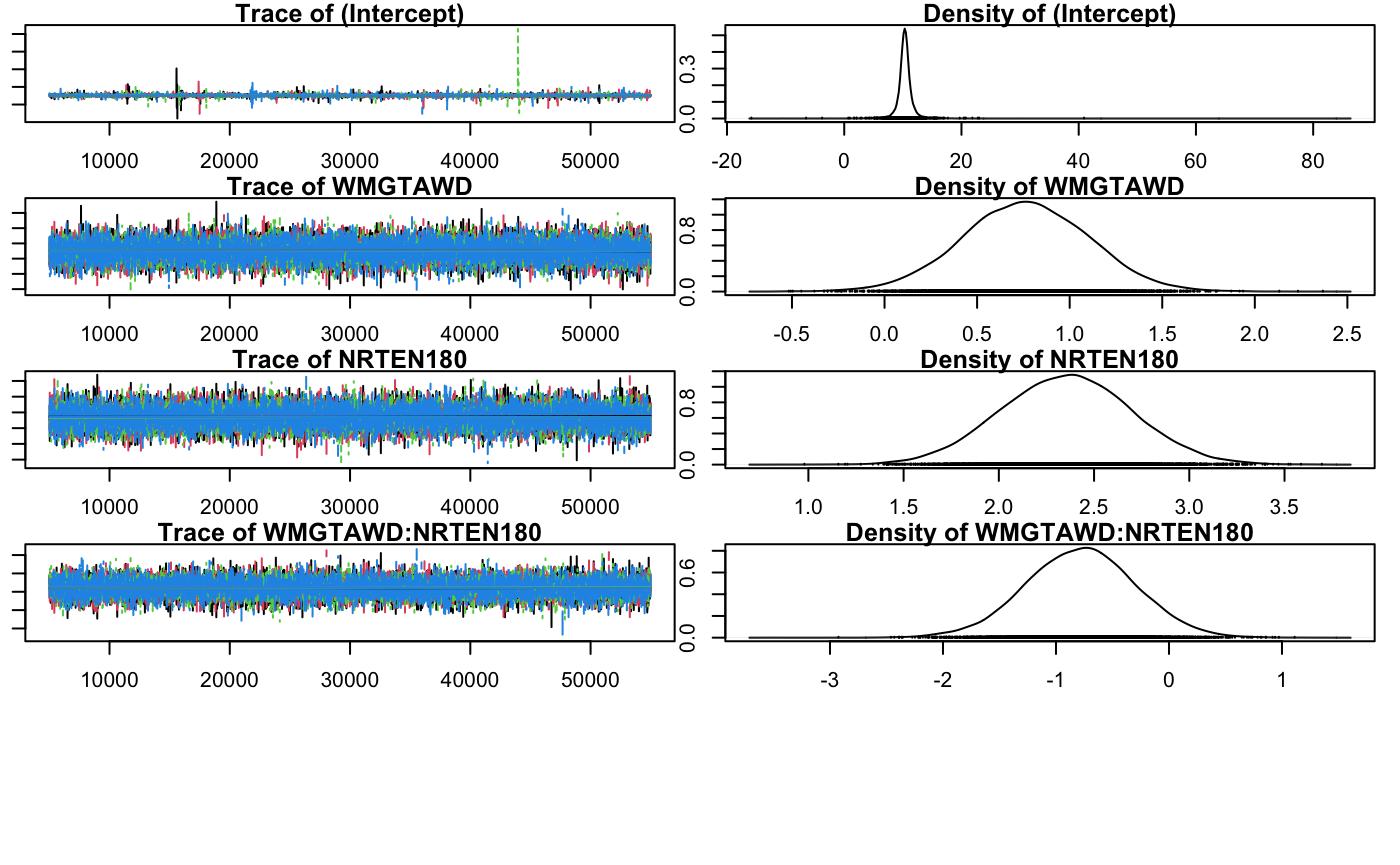 Trace of (Intercept)
10000 20000 30000 40000 50000
Density of (Intercept)
0.0 0.3
-20 0 20 40 60 80
Trace of WMGTAWD
10000 20000 30000 40000 50000
Density of WMGTAWD
0.0 0.8
-0.5 0.0 0.5 1.0 1.5 2.0 2.5
Trace of NRTEN180
10000 20000 30000 40000 50000
Density of NRTEN180
0.0 0.8
1.0 1.5 2.0 2.5 3.0 3.5
Trace of WMGTAWD:NRTEN180
10000 20000 30000 40000 50000
Density of WMGTAWD:NRTEN180
0.0 0.6
-3 -2 -1 0 1